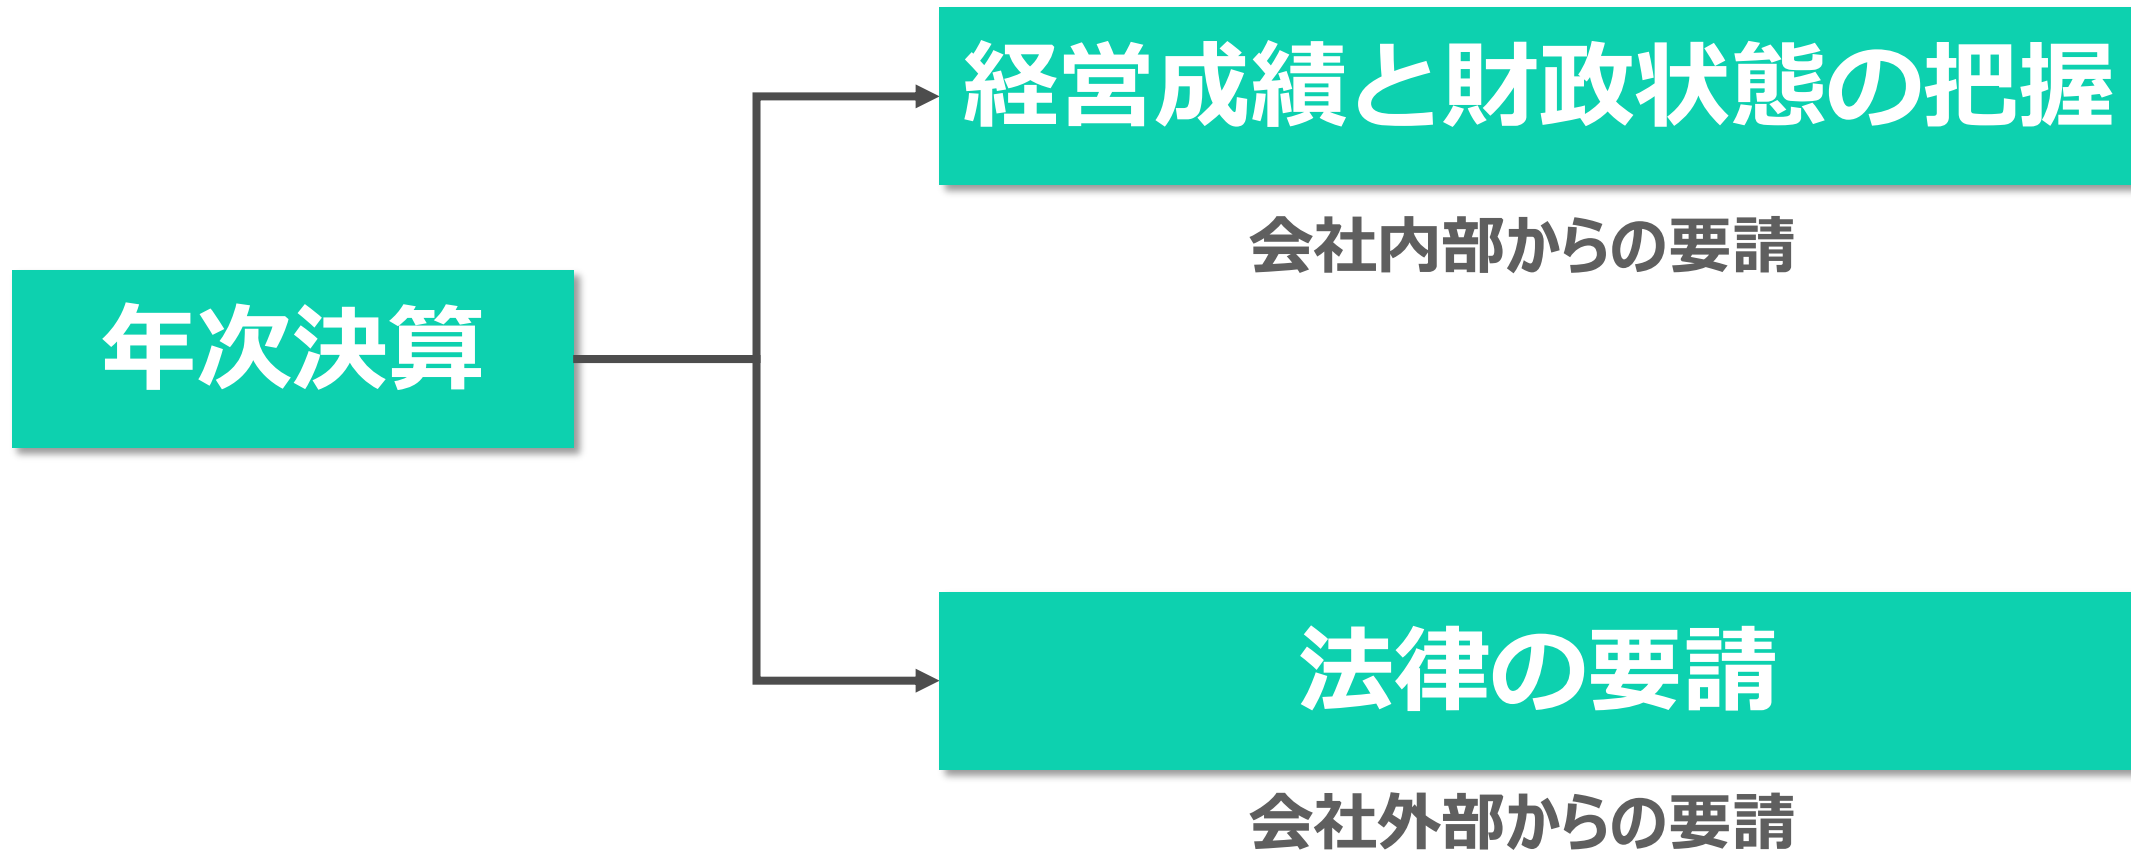 経営成績と財政状態の把握
会社内部からの要請
年次決算
法律の要請
会社外部からの要請